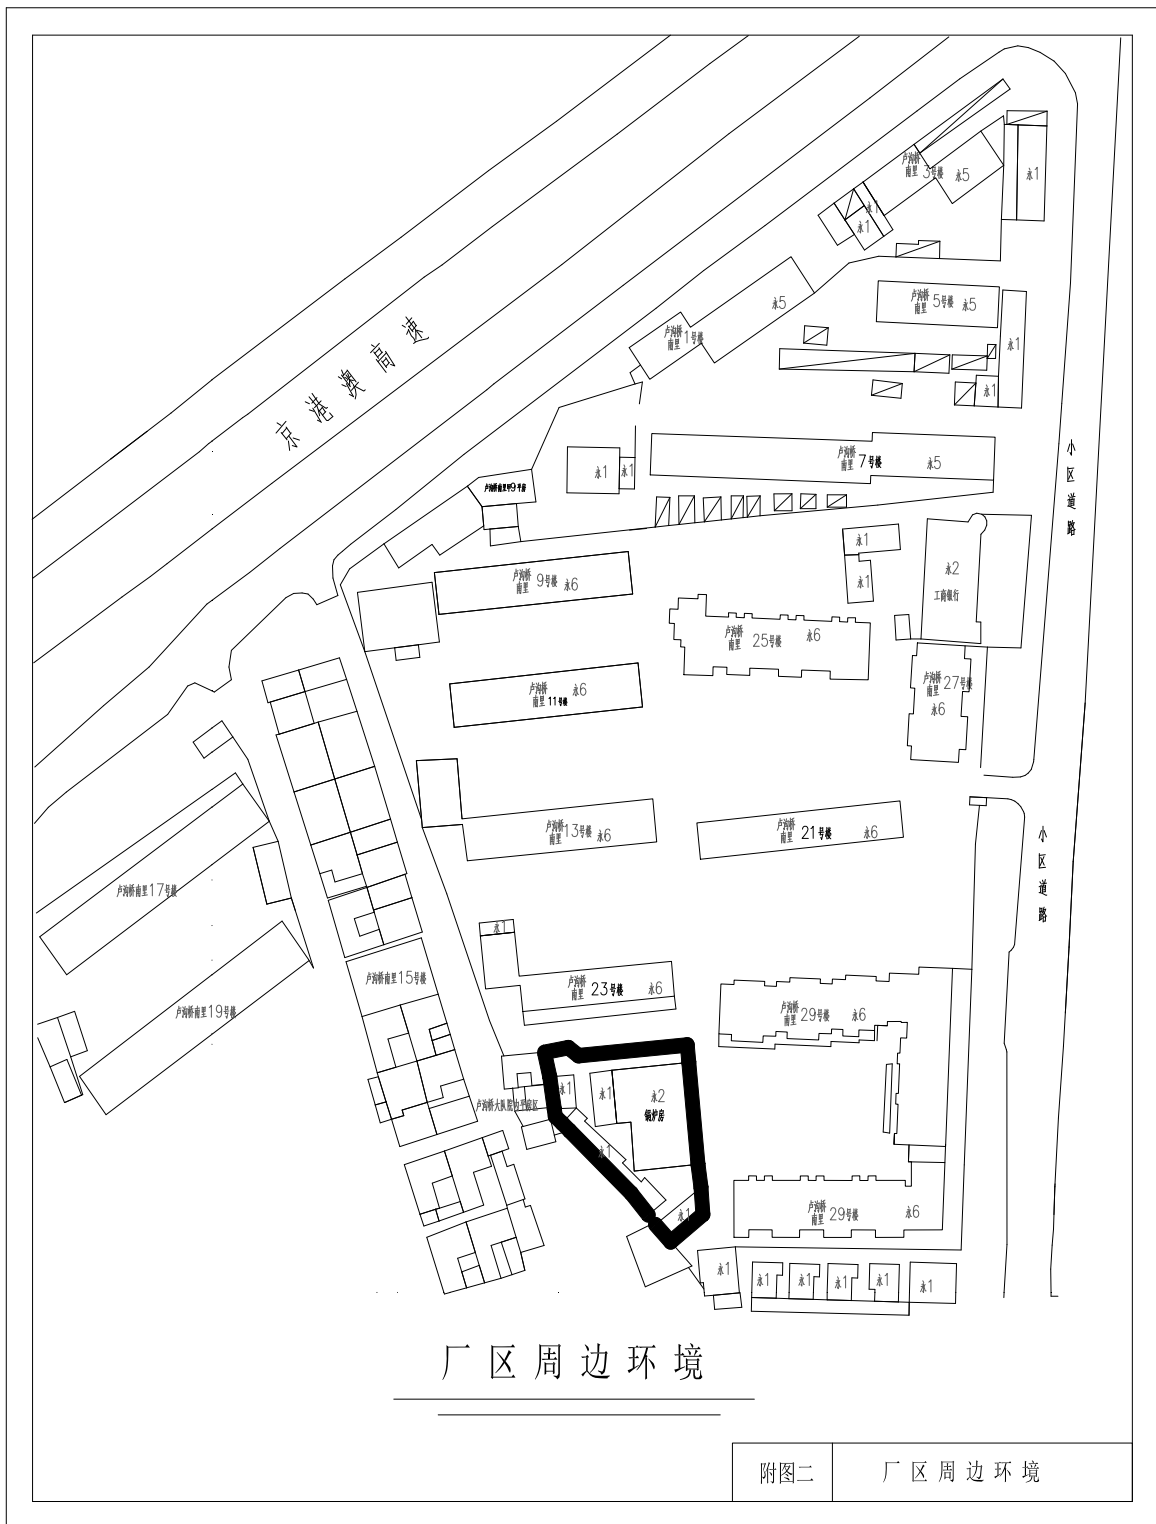 卢沟桥
南里 3号楼 永5
永1
永1
永1
卢沟桥
南里 5号楼 永5
永5
卢沟桥
南里 1号楼
永1
永1
京港澳高速
小区道路
卢沟桥
南里 7号楼 永5
永1
永1
卢沟桥南里甲9平房
永1
永1
永2
工商银行
卢沟桥
南里 9号楼 永6
卢沟桥
南里 25号楼 永6
卢沟桥
南里 27号楼
永6
卢沟桥
南里 11号楼 永6
卢沟桥
南里 13号楼 永6
卢沟桥
南里 21号楼 永6
小区道路
卢沟桥南里17号楼
永1
卢沟桥南里15号楼
卢沟桥
南里 23号楼 永6
卢沟桥南里19号楼
卢沟桥
南里 29号楼 永6
永1
永1
永2
锅炉房
永1
永1
卢沟桥
南里 29号楼 永6
永1
永1
永1
永1
永1
永1
厂区周边环境
附图二
厂区周边环境